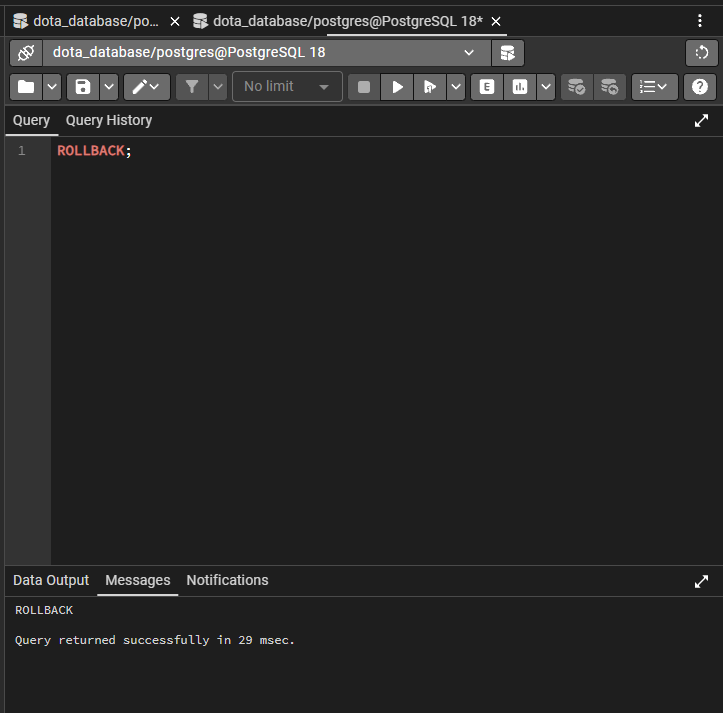 dota_database/po... dota_database/postgres@PostgreSQL 18*
dota_database/postgres@PostgreSQL 18
No limit E
Query Query History
1 ROLLBACK;
Data Output Messages Notifications
ROLLBACK
Query returned successfully in 29 msec.